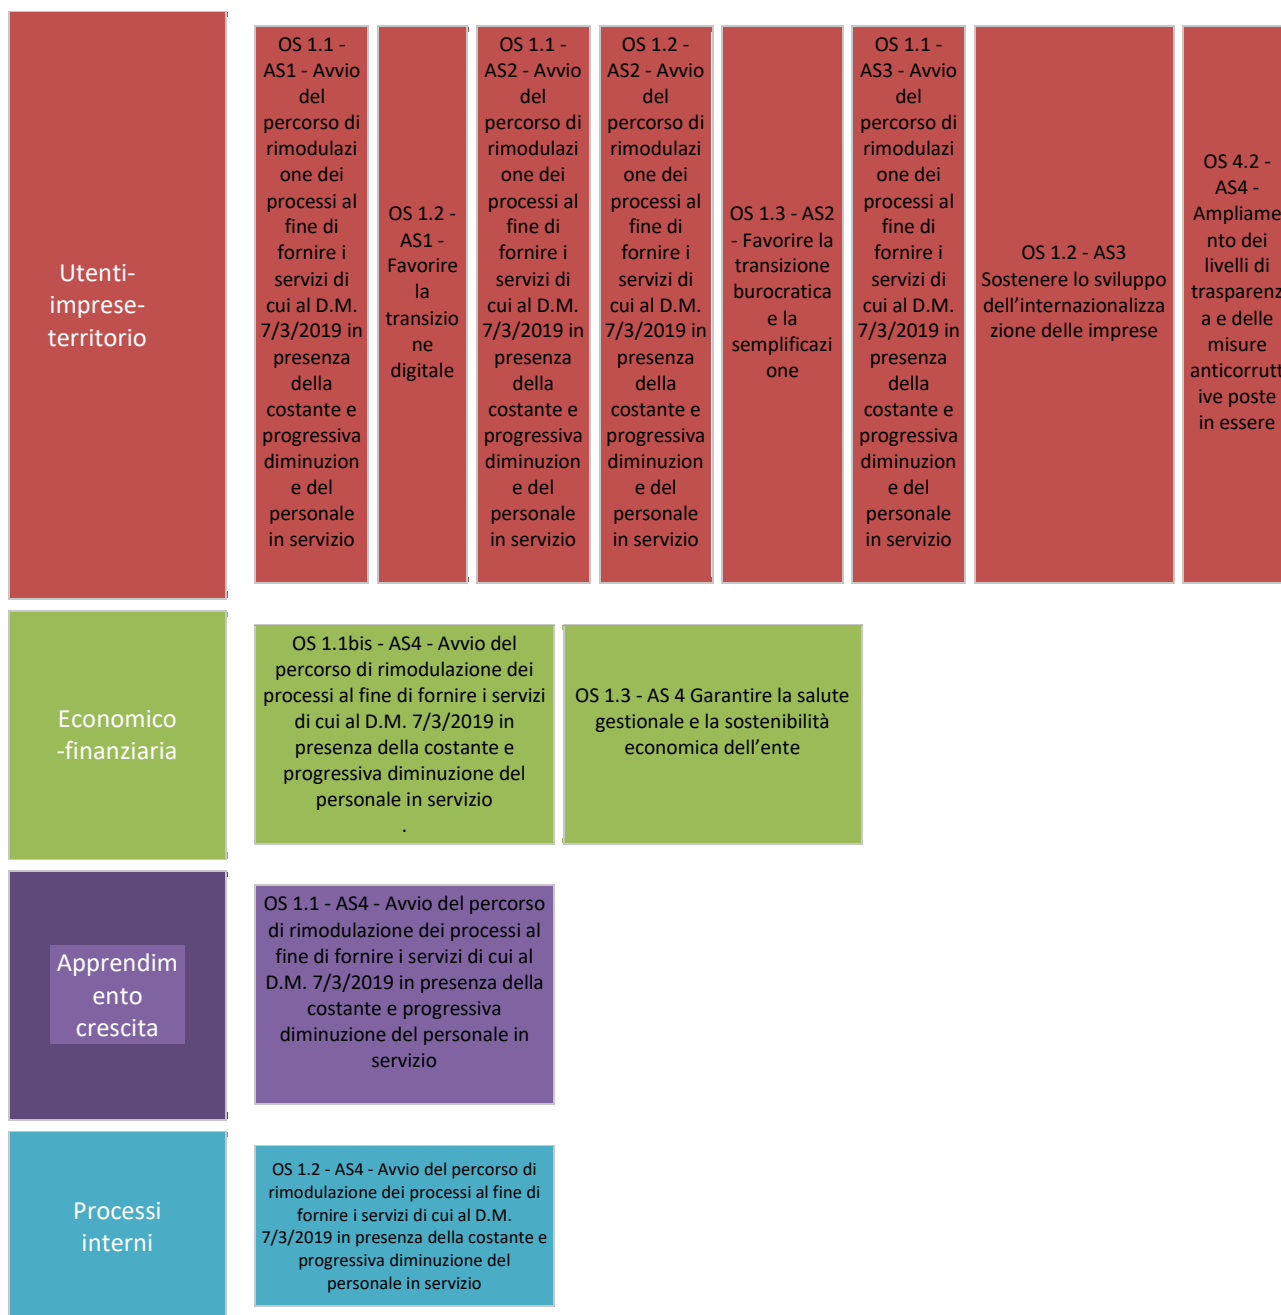 Utenti-
imprese-
territorio
OS 1.1 -
AS1 - Avvio
del
percorso di
rimodulazi
one dei
processi al
fine di
fornire i
servizi di
cui al D.M.
7/3/2019 in
presenza
della
costante e
progressiva
diminuzion
e del
personale
in servizio
OS 1.2 -
AS1 -
Favorire
la
transizio
ne
digitale
OS 1.1 -
AS2 - Avvio
del
percorso di
rimodulazi
one dei
processi al
fine di
fornire i
servizi di
cui al D.M.
7/3/2019 in
presenza
della
costante e
progressiva
diminuzion
e del
personale
in servizio
OS 1.2 -
AS2 - Avvio
del
percorso di
rimodulazi
one dei
processi al
fine di
fornire i
servizi di
cui al D.M.
7/3/2019 in
presenza
della
costante e
progressiva
diminuzion
e del
personale
in servizio
OS 1.3 - AS2
- Favorire la
transizione
burocratica
e la
semplificazi
one
OS 1.1 -
AS3 - Avvio
del
percorso di
rimodulazi
one dei
processi al
fine di
fornire i
servizi di
cui al D.M.
7/3/2019 in
presenza
della
costante e
progressiva
diminuzion
e del
personale
in servizio
OS 1.2 - AS3
Sostenere lo sviluppo
dell'internazionalizza
zione delle imprese
OS 4.2 -
AS4 -
Ampliame
nto dei
livelli di
trasparenz
a e delle
misure
anticorrutt
ive poste
in essere
Economico
-finanziaria
OS 1.1bis - AS4 - Avvio del
percorso di rimodulazione dei
processi al fine di fornire i servizi
di cui al D.M. 7/3/2019 in
presenza della costante e
progressiva diminuzione del
personale in servizio
.
OS 1.3 - AS 4 Garantire la salute
gestionale e la sostenibilità
economica dell'ente
Apprendim
ento
crescita
OS 1.1 - AS4 - Avvio del percorso
di rimodulazione dei processi al
fine di fornire i servizi di cui al
D.M. 7/3/2019 in presenza della
costante e progressiva
diminuzione del personale in
servizio
Processi
interni
OS 1.2 - AS4 - Avvio del percorso di
rimodulazione dei processi al fine di
fornire i servizi di cui al D.M.
7/3/2019 in presenza della costante e
progressiva diminuzione del
personale in servizio